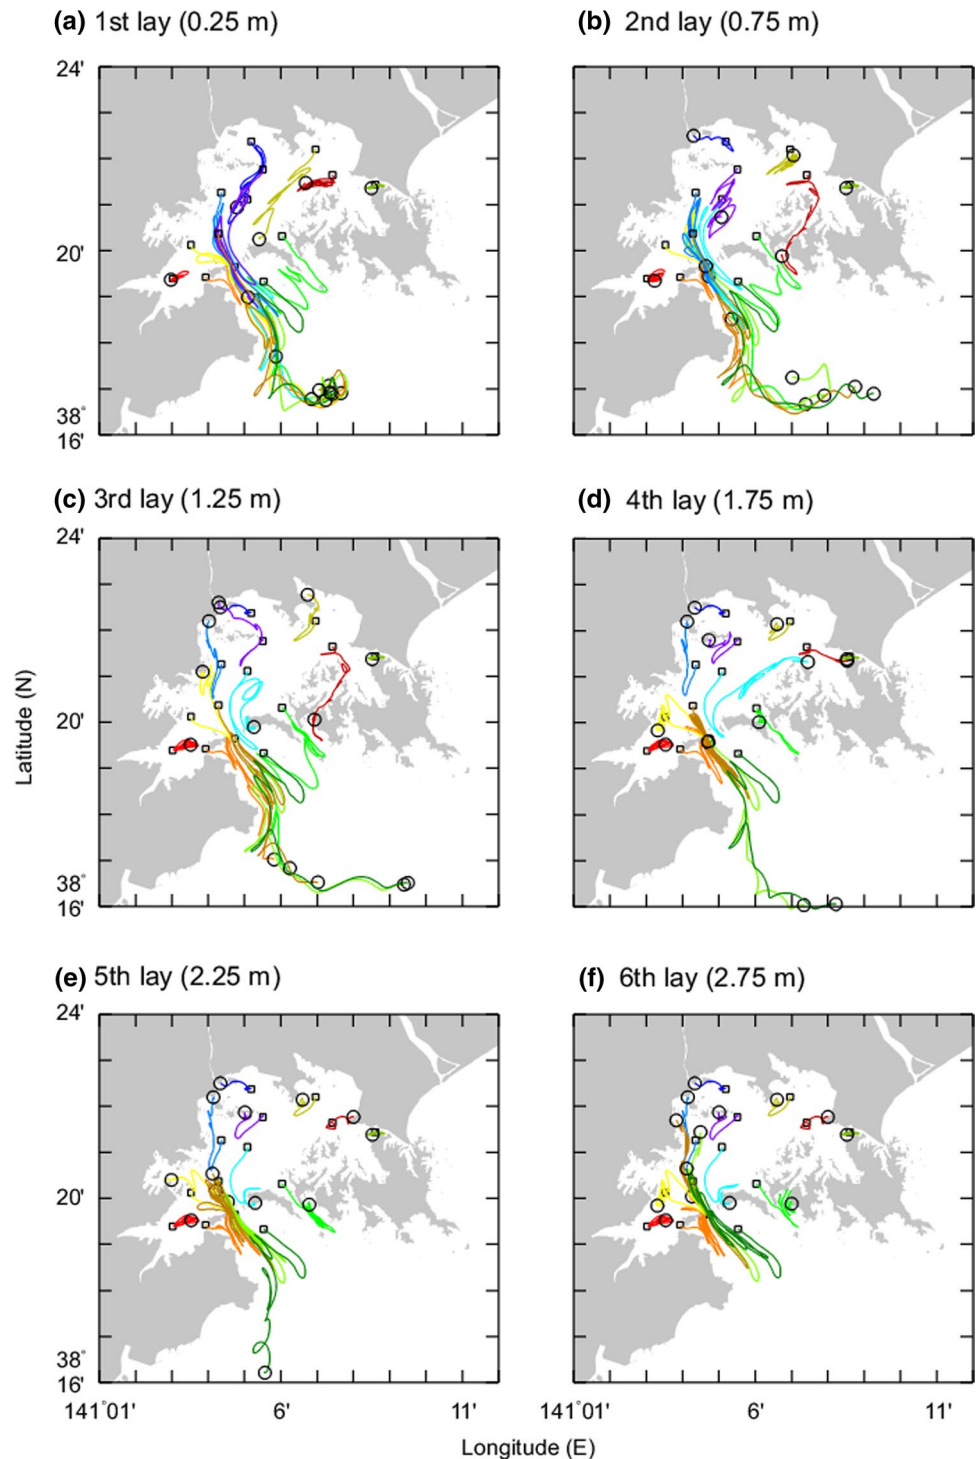 (a) 1st lay (0.25 m)
(b) 2nd lay (0.75 m)
24'
20'
38°
16'
(c) 3rd lay (1.25 m)
(d) 4th lay (1.75 m)
24'
20'
38°
16'
Latitude (N)
(e) 5th lay (2.25 m)
(f) 6th lay (2.75 m)
24'
20'
38°
16'
141°01' 6' 11' 141°01' 6' 11'
Longitude (E)